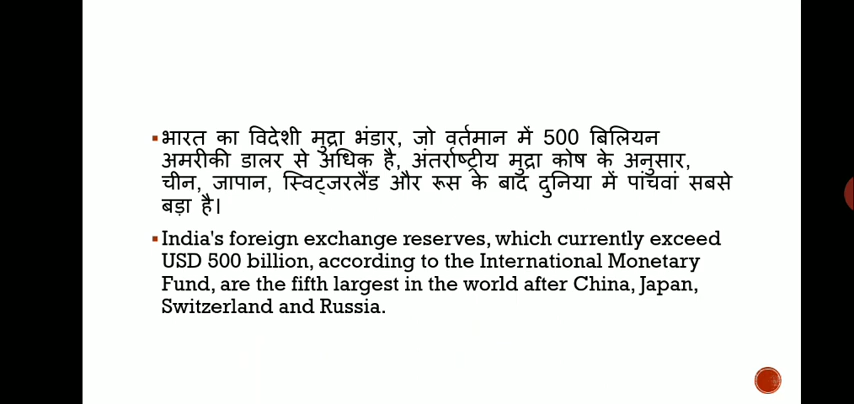 ▪भारत का विदेशी मुद्रा भंडार, जो वर्तमान में 500 बिलियन
अमरीकी डालर से अधिक है, अंतर्राष्ट्रीय मुद्रा कोष के अनुसार,
चीन, जापान, स्विट्जरलैंड और रूस के बाद दुनिया में पांचवां सबसे
बड़ा है।
▪India's foreign exchange reserves, which currently exceed
USD 500 billion, according to the International Monetary
Fund, are the fifth largest in the world after China, Japan,
Switzerland and Russia.